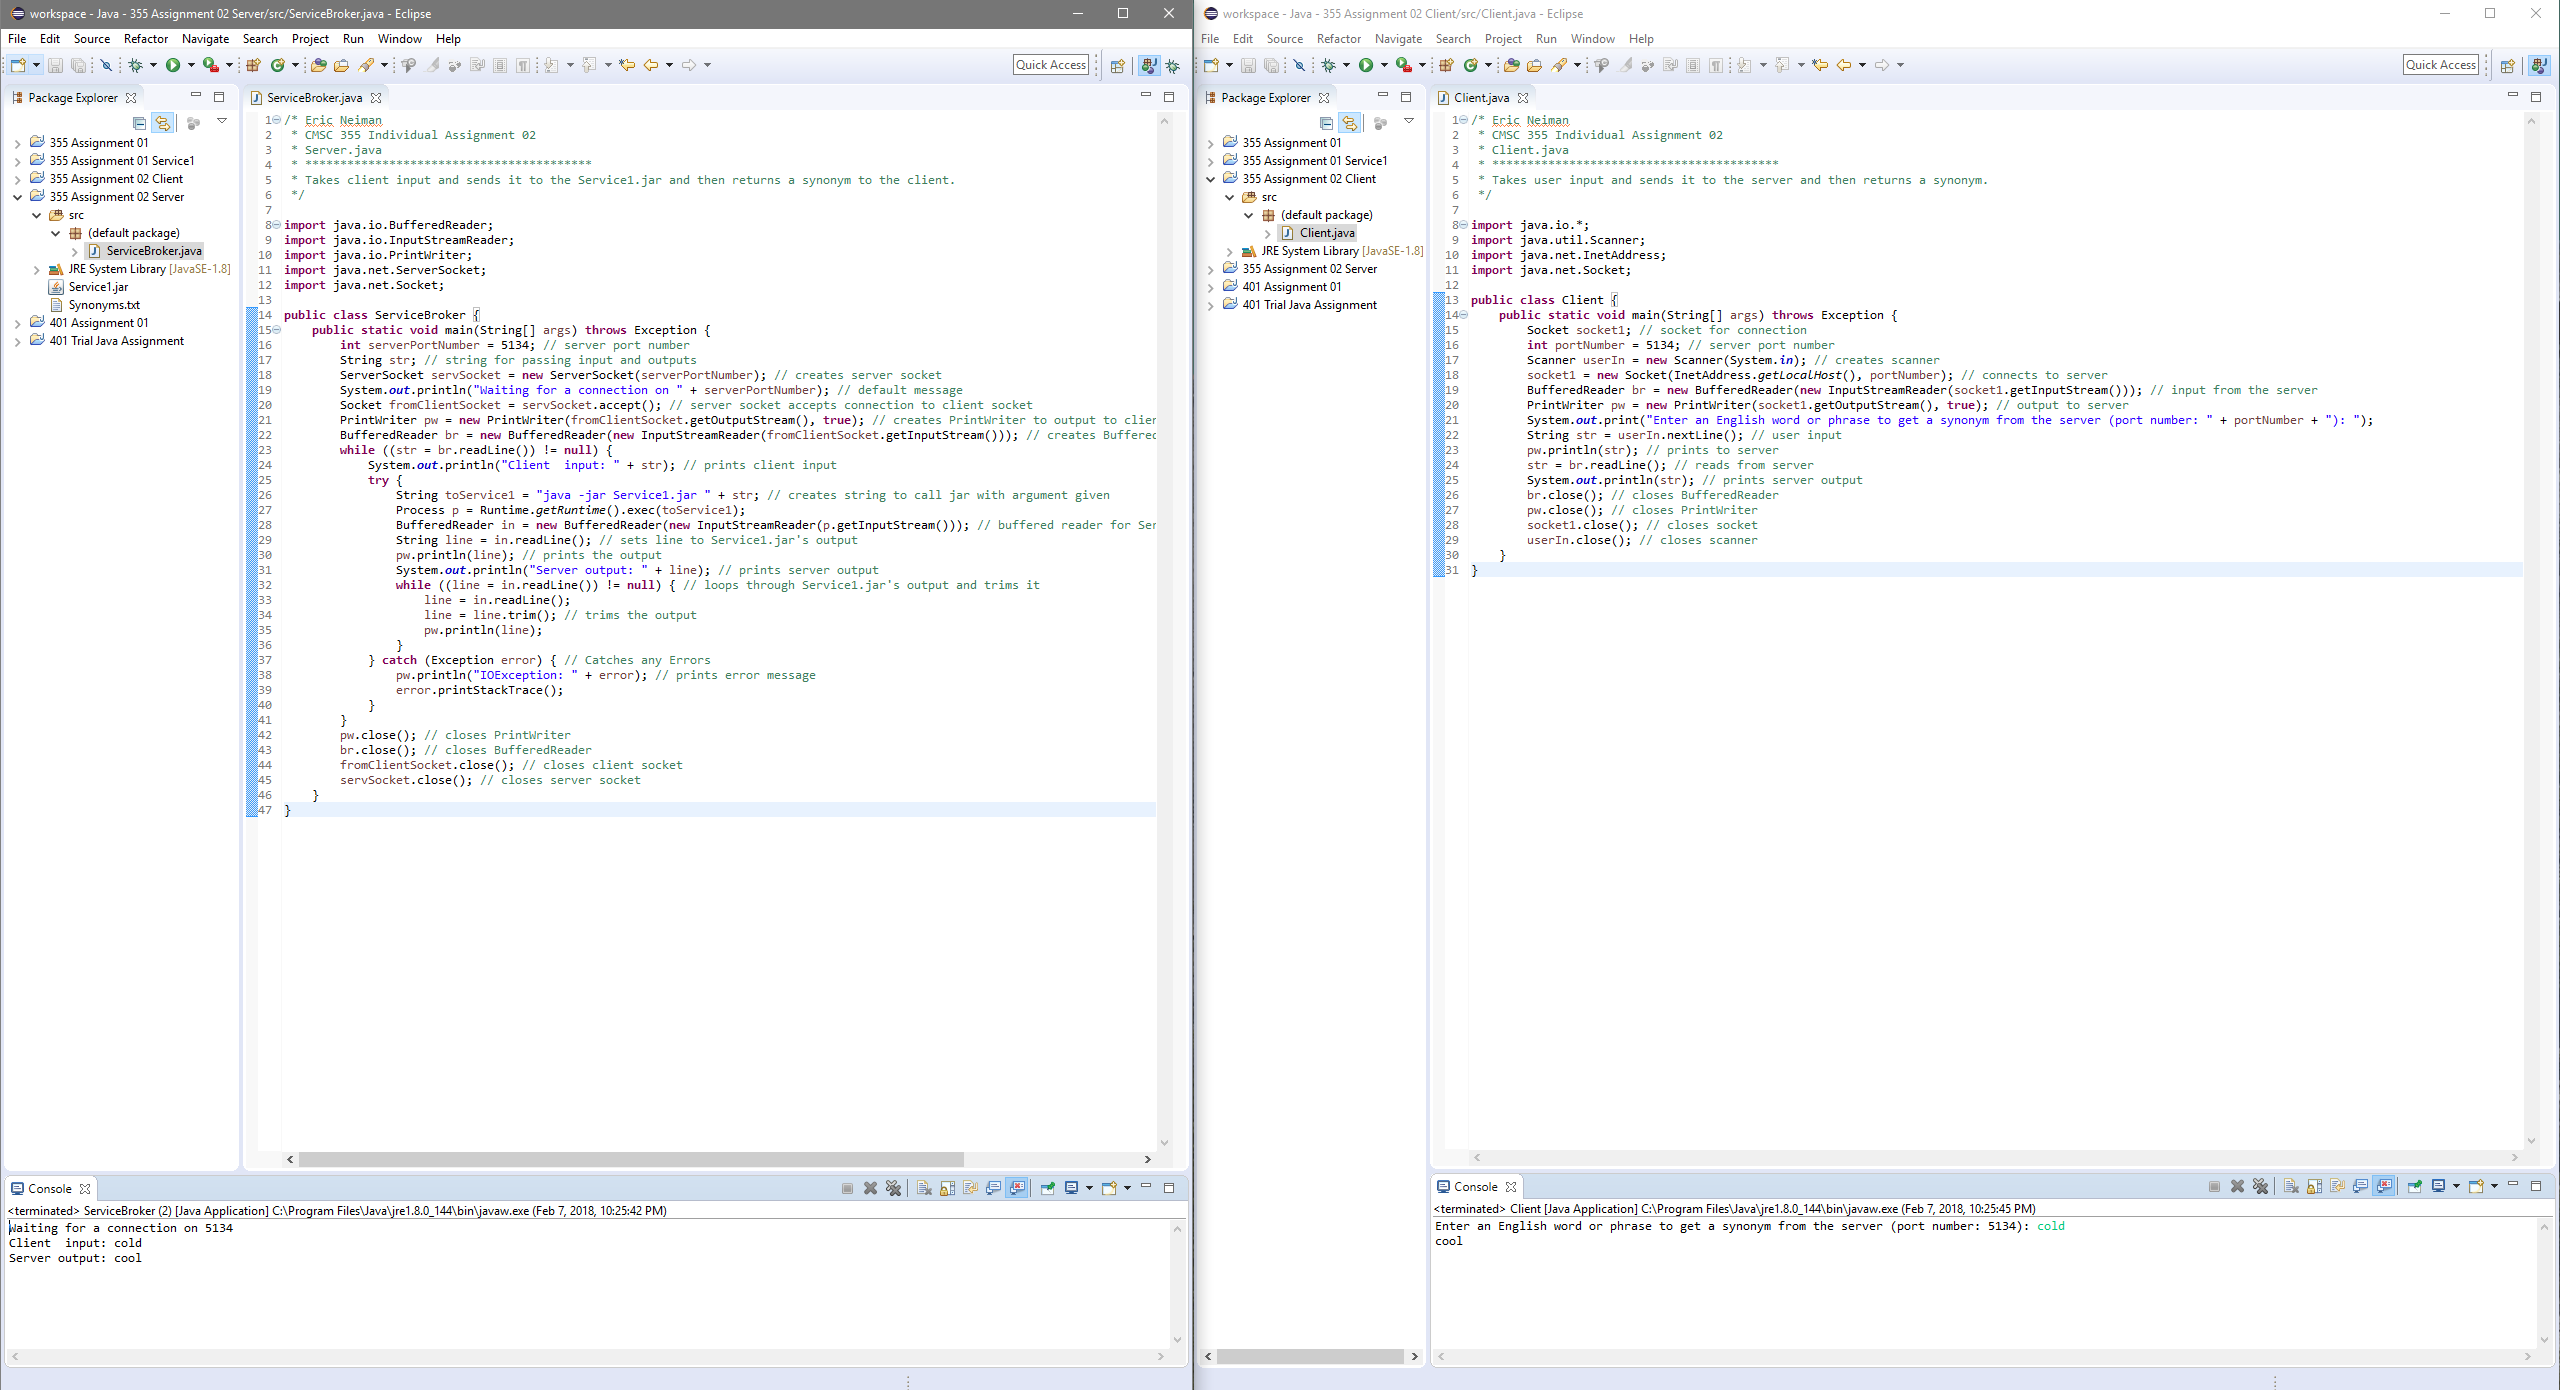 workspace - Java - 355 Assignment 02 Server/src/ServiceBroker.java - Eclipse
File Edit Source Refactor Navigate Search Project Run Window Help
Quick Access
Package Explorer
355 Assignment 01
355 Assignment 01 Service1
355 Assignment 02 Client
355 Assignment 02 Server
src
(default package)
ServiceBroker.java
JRE System Library [JavaSE-1.8]
Service1.jar
Synonyms.txt
401 Assignment 01
401 Trial Java Assignment
ServiceBroker.java
1 /* Eric Neiman
2  * CMSC 355 Individual Assignment 02
3  * Server.java
4  * *****************************************
5  * Takes client input and sends it to the Service1.jar and then returns a synonym to the client.
6  */
7
8 import java.io.BufferedReader;
9 import java.io.InputStreamReader;
10 import java.io.PrintWriter;
11 import java.net.ServerSocket;
12 import java.net.Socket;
13
14 public class ServiceBroker {
15     public static void main(String[] args) throws Exception {
16         int serverPortNumber = 5134; // server port number
17         String str; // string for passing input and outputs
18         ServerSocket servSocket = new ServerSocket(serverPortNumber); // creates server socket
19         System.out.println("Waiting for a connection on " + serverPortNumber); // default message
20         Socket fromClientSocket = servSocket.accept(); // server socket accepts connection to client socket
21         PrintWriter pw = new PrintWriter(fromClientSocket.getOutputStream(), true); // creates PrintWriter to output to clien
22         BufferedReader br = new BufferedReader(new InputStreamReader(fromClientSocket.getInputStream())); // creates Buffered
23         while ((str = br.readLine()) != null) {
24             System.out.println("Client  input: " + str); // prints client input
25             try {
26                 String toService1 = "java -jar Service1.jar " + str; // creates string to call jar with argument given
27                 Process p = Runtime.getRuntime().exec(toService1);
28                 BufferedReader in = new BufferedReader(new InputStreamReader(p.getInputStream())); // buffered reader for Ser
29                 String line = in.readLine(); // sets line to Service1.jar's output
30                 pw.println(line); // prints the output
31                 System.out.println("Server output: " + line); // prints server output
32                 while ((line = in.readLine()) != null) { // loops through Service1.jar's output and trims it
33                     line = in.readLine();
34                     line = line.trim(); // trims the output
35                     pw.println(line);
36                 }
37             } catch (Exception error) { // Catches any Errors
38                 pw.println("IOException: " + error); // prints error message
39                 error.printStackTrace();
40             }
41         }
42         pw.close(); // closes PrintWriter
43         br.close(); // closes BufferedReader
44         fromClientSocket.close(); // closes client socket
45         servSocket.close(); // closes server socket
46     }
47 }
Console
<terminated> ServiceBroker (2) [Java Application] C:\Program Files\Java\jre1.8.0_144\bin\javaw.exe (Feb 7, 2018, 10:25:42 PM)
Waiting for a connection on 5134
Client  input: cold
Server output: cool
workspace - Java - 355 Assignment 02 Client/src/Client.java - Eclipse
File Edit Source Refactor Navigate Search Project Run Window Help
Quick Access
Package Explorer
355 Assignment 01
355 Assignment 01 Service1
355 Assignment 02 Client
src
(default package)
Client.java
JRE System Library [JavaSE-1.8]
355 Assignment 02 Server
401 Assignment 01
401 Trial Java Assignment
Client.java
1 /* Eric Neiman
2  * CMSC 355 Individual Assignment 02
3  * Client.java
4  * *****************************************
5  * Takes user input and sends it to the server and then returns a synonym.
6  */
7
8 import java.io.*;
9 import java.util.Scanner;
10 import java.net.InetAddress;
11 import java.net.Socket;
12
13 public class Client {
14     public static void main(String[] args) throws Exception {
15         Socket socket1; // socket for connection
16         int portNumber = 5134; // server port number
17         Scanner userIn = new Scanner(System.in); // creates scanner
18         socket1 = new Socket(InetAddress.getLocalHost(), portNumber); // connects to server
19         BufferedReader br = new BufferedReader(new InputStreamReader(socket1.getInputStream())); // input from the server
20         PrintWriter pw = new PrintWriter(socket1.getOutputStream(), true); // output to server
21         System.out.print("Enter an English word or phrase to get a synonym from the server (port number: " + portNumber + "): ");
22         String str = userIn.nextLine(); // user input
23         pw.println(str); // prints to server
24         str = br.readLine(); // reads from server
25         System.out.println(str); // prints server output
26         br.close(); // closes BufferedReader
27         pw.close(); // closes PrintWriter
28         socket1.close(); // closes socket
29         userIn.close(); // closes scanner
30     }
31 }
Console
<terminated> Client [Java Application] C:\Program Files\Java\jre1.8.0_144\bin\javaw.exe (Feb 7, 2018, 10:25:45 PM)
Enter an English word or phrase to get a synonym from the server (port number: 5134): cold
cool